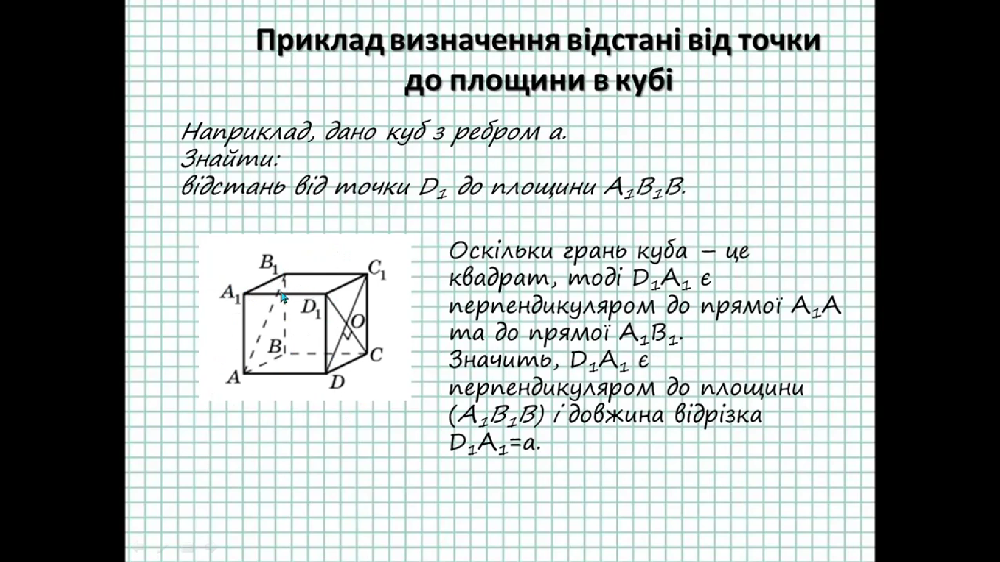 Приклад визначення відстані від точки
до площини в кубі
Наприклад, дано куб з ребром а.
Знайти:
відстань від точки D₁ до площини A₁B₁B.
B₁
C₁
A₁
D₁
O
B
C
A
D
Оскільки грань куба – це
квадрат, тоді D₁A₁ є
перпендикуляром до прямої A₁A
та до прямої A₁B₁.
Значить, D₁A₁ є
перпендикуляром до площини
(A₁B₁B) і довжина відрізка
D₁A₁=a.